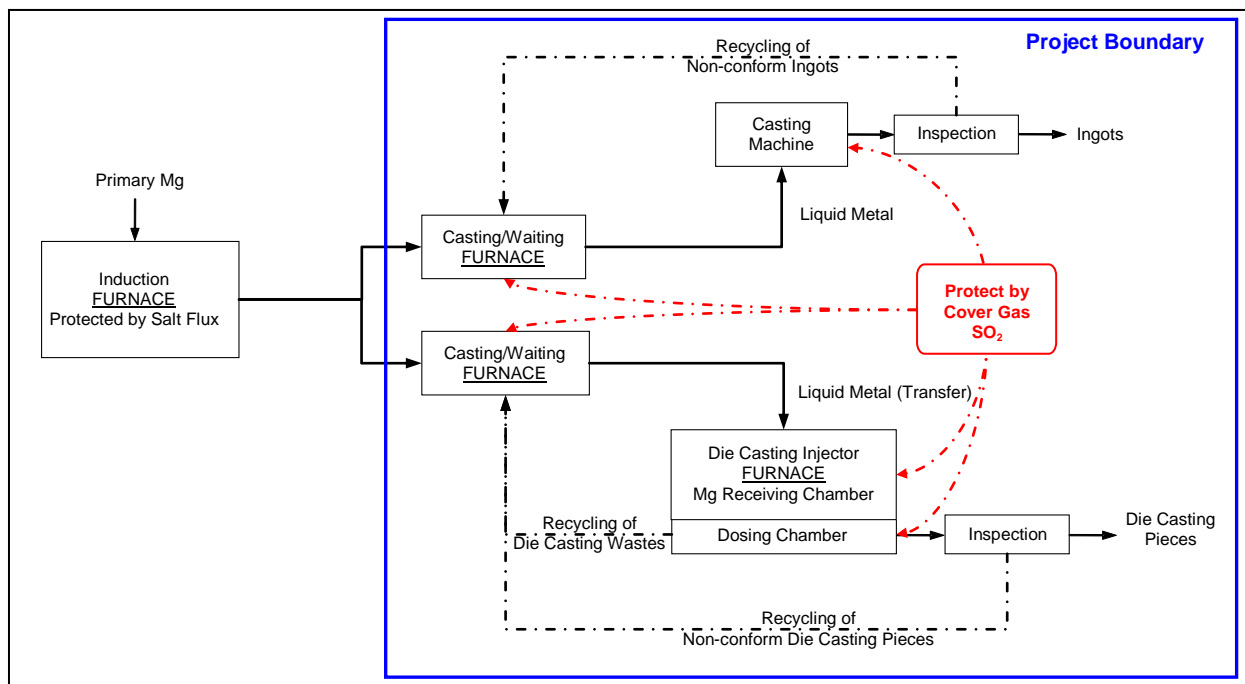 Project Boundary
Recycling of
Non-conform Ingots
Casting
Machine
Inspection
Ingots
Primary Mg
Liquid Metal
Casting/Waiting
FURNACE
Induction
FURNACE
Protected by Salt Flux
Protect by
Cover Gas
SO₂
Casting/Waiting
FURNACE
Liquid Metal (Transfer)
Die Casting Injector
FURNACE
Mg Receiving Chamber
Recycling of
Die Casting Wastes
Dosing Chamber
Inspection
Die Casting
Pieces
Recycling of
Non-conform Die Casting Pieces